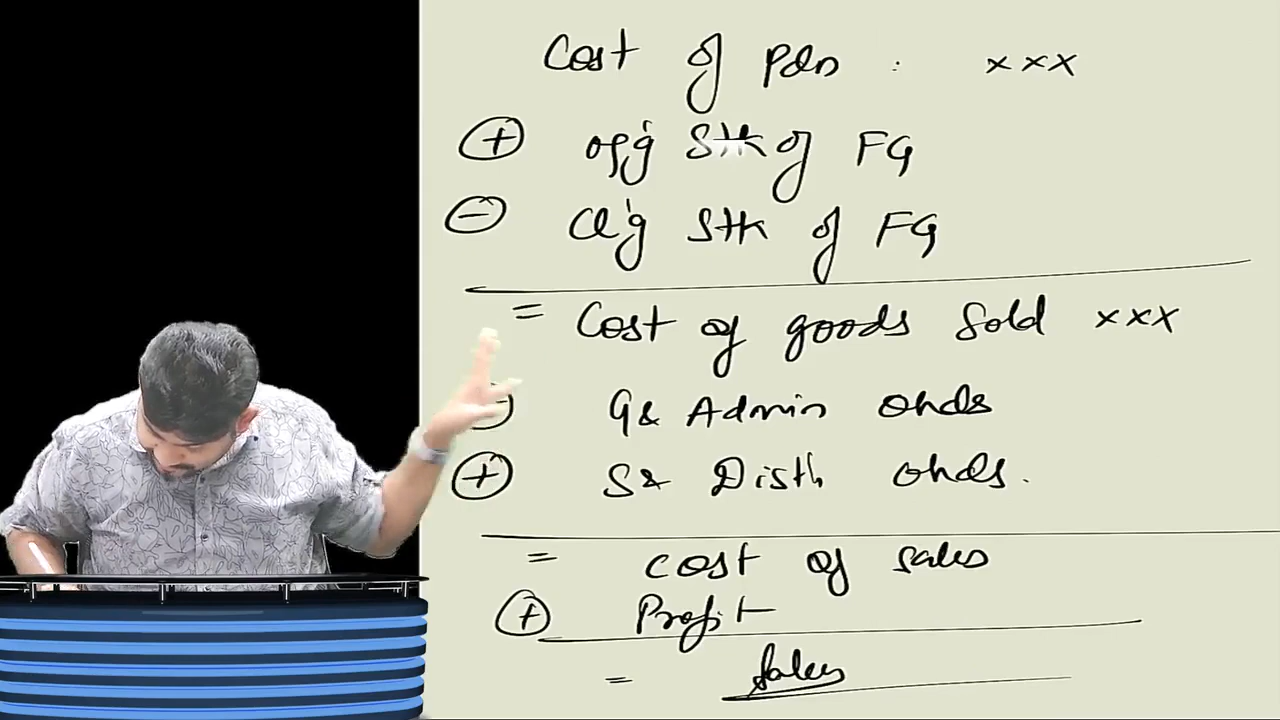 Cost of Pdn : xxx
+ opg Stk of FG
- Cl'g Stk of FG
= Cost of goods Sold xxx
G& Admin ohds
+ S& Distn ohds.
= cost of sales
+ Profit
= Sales